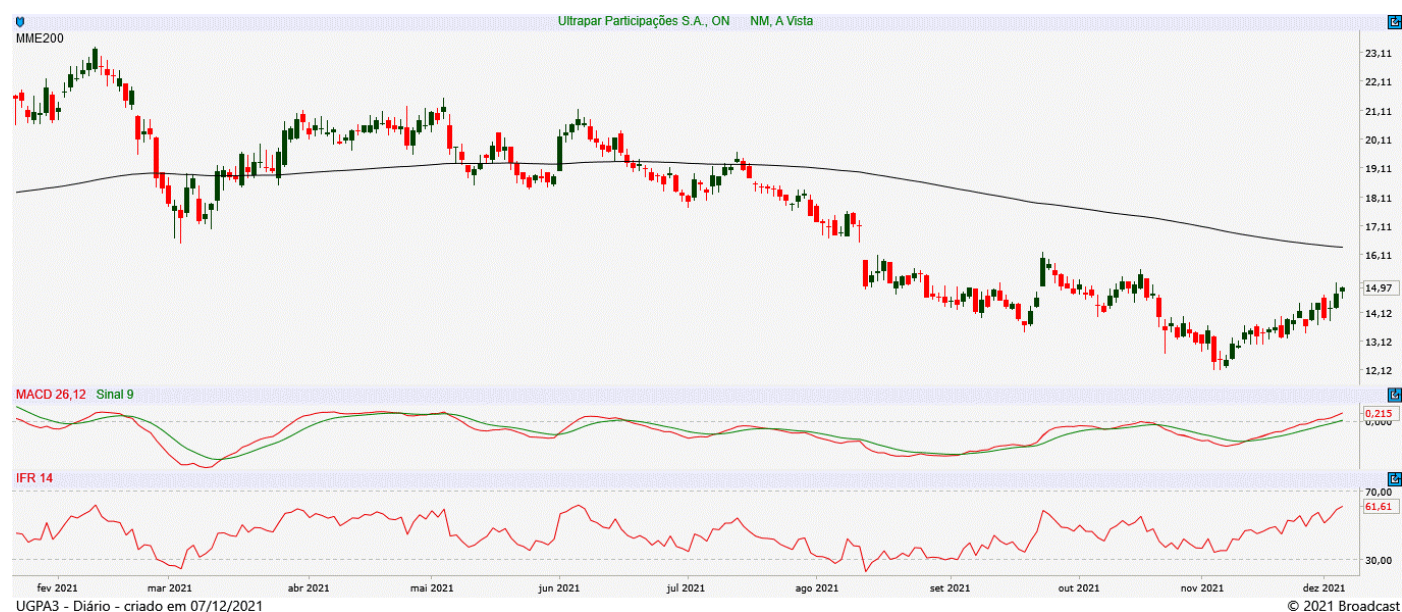 Ultrapar Participações S.A., ON NM, A Vista
MME200
23,11
22,11
21,11
20,11
19,11
18,11
17,11
16,11
14,97
14,12
13,12
12,12
MACD 26,12 Sinal 9
0,215
0,000
IFR 14
70,00
61,61
30,00
fev 2021 mar 2021 abr 2021 mai 2021 jun 2021 jul 2021 ago 2021 set 2021 out 2021 nov 2021 dez 2021
UGPA3 - Diário - criado em 07/12/2021 © 2021 Broadcast